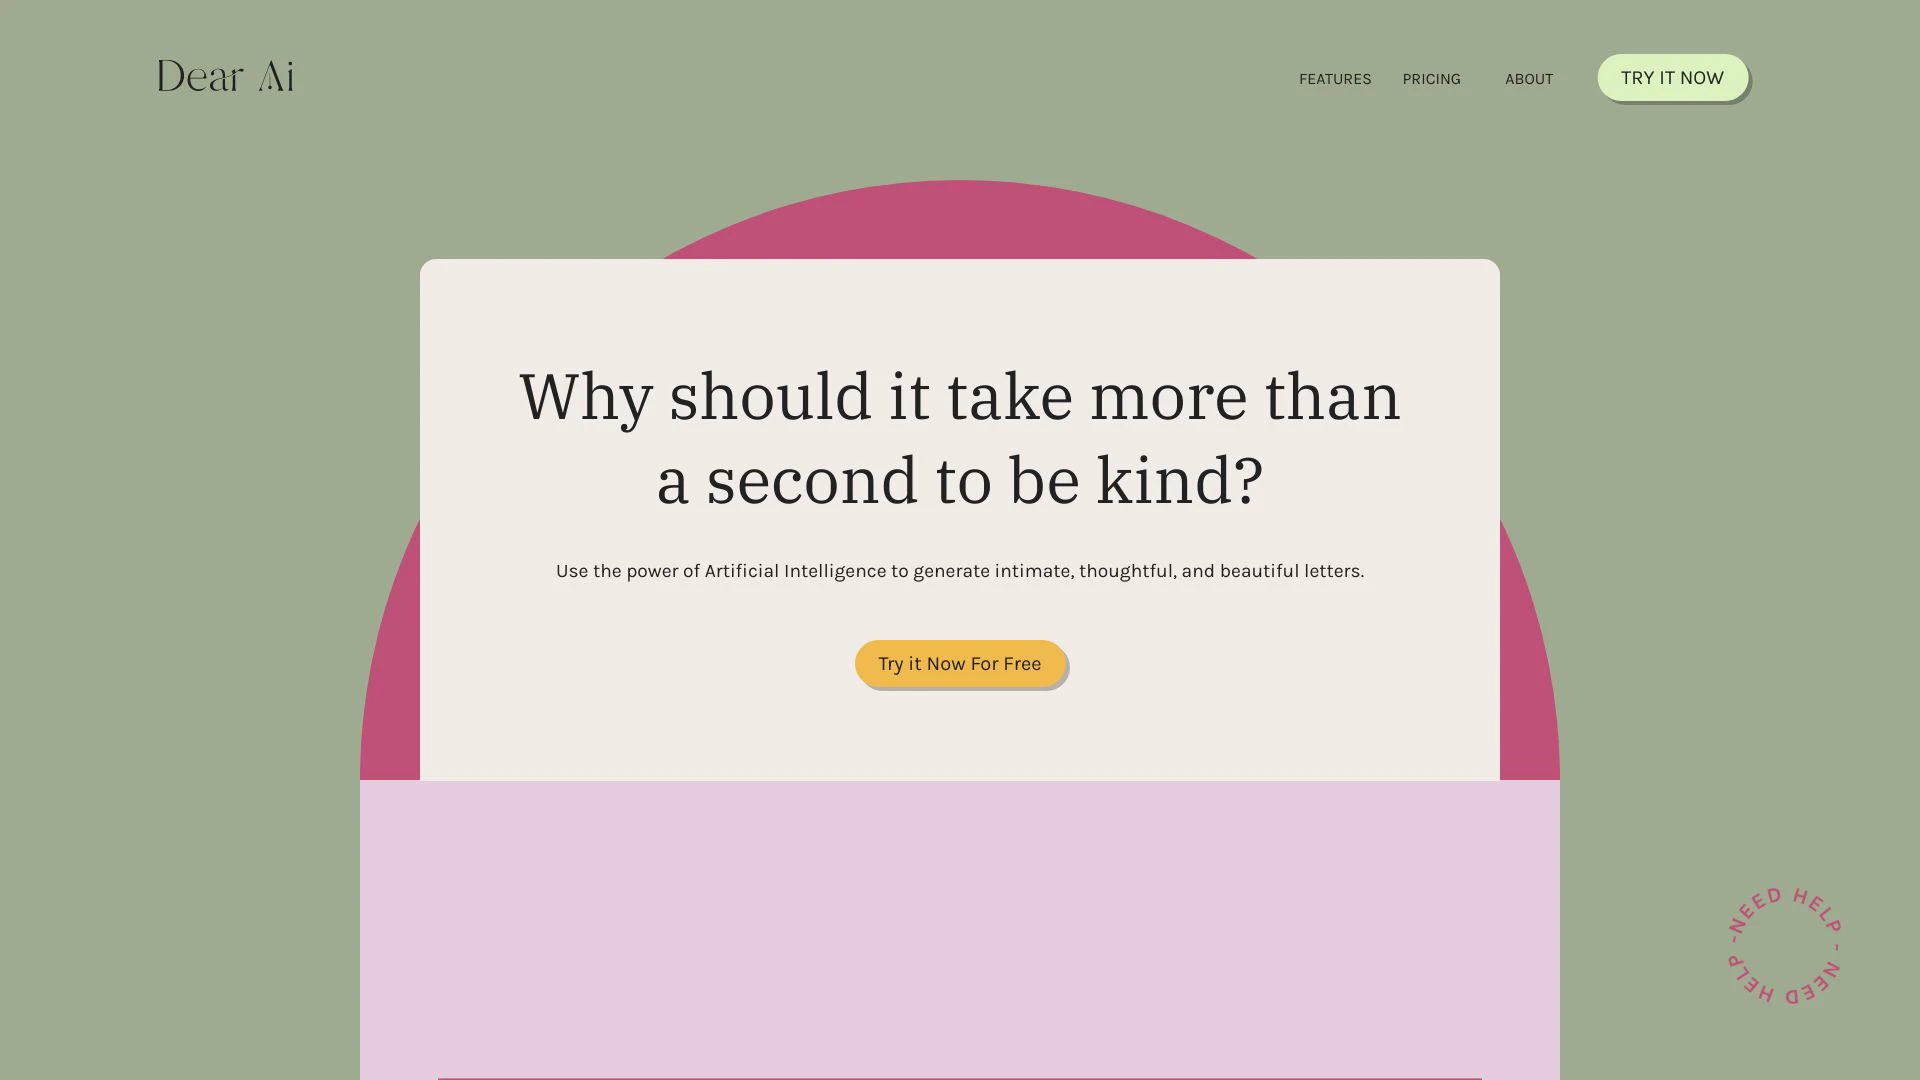 Dear Ai
FEATURES
PRICING
ABOUT
TRY IT NOW
Why should it take more than
a second to be kind?
Use the power of Artificial Intelligence to generate intimate, thoughtful, and beautiful letters.
Try it Now For Free
-NEED HELP - NEED HELP